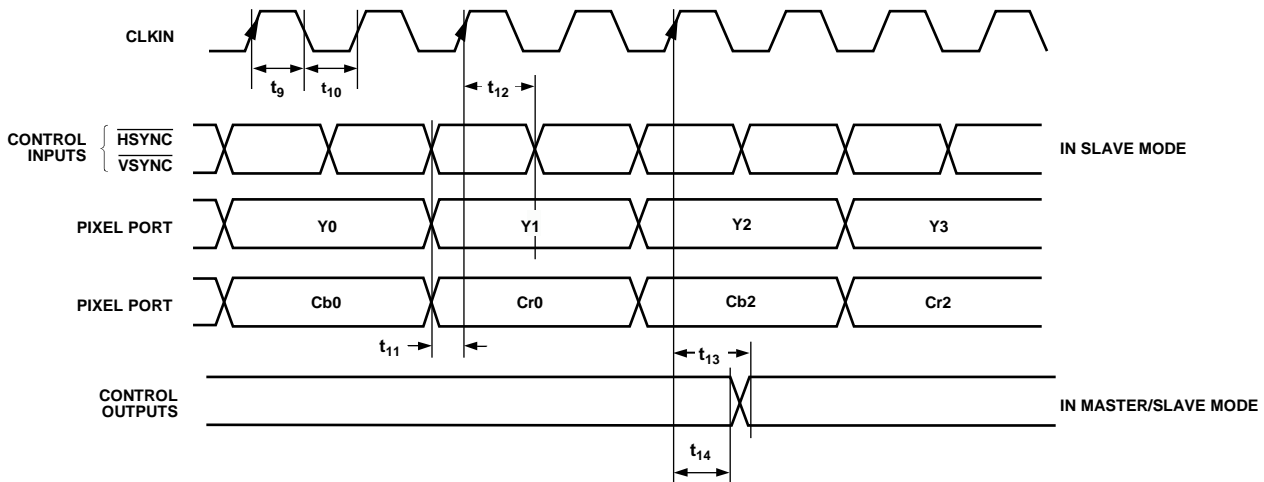 CLKIN
t9
t10
t12
CONTROL
INPUTS
HSYNC
VSYNC
IN SLAVE MODE
PIXEL PORT
Y0
Y1
Y2
Y3
PIXEL PORT
Cb0
Cr0
Cb2
Cr2
t11
t13
CONTROL
OUTPUTS
IN MASTER/SLAVE MODE
t14